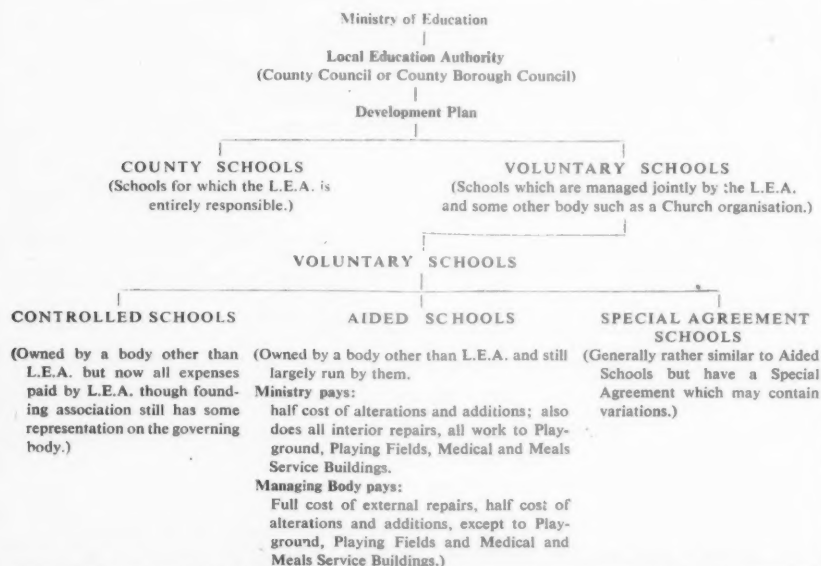 Ministry of Education
Local Education Authority
(County Council or County Borough Council)
Development Plan
COUNTY SCHOOLS
(Schools for which the L.E.A. is
entirely responsible.)
VOLUNTARY SCHOOLS
(Schools which are managed jointly by the L.E.A.
and some other body such as a Church organisation.)
VOLUNTARY SCHOOLS
CONTROLLED SCHOOLS
(Owned by a body other than
L.E.A. but now all expenses
paid by L.E.A. though found-
ing association still has some
representation on the governing
body.)
AIDED SCHOOLS
(Owned by a body other than L.E.A. and still
largely run by them.
Ministry pays:
half cost of alterations and additions; also
does all interior repairs, all work to Play-
ground, Playing Fields, Medical and Meals
Service Buildings.
Managing Body pays:
Full cost of external repairs, half cost of
alterations and additions, except to Play-
ground, Playing Fields and Medical and
Meals Service Buildings.)
SPECIAL AGREEMENT
SCHOOLS
(Generally rather similar to Aided
Schools but have a Special
Agreement which may contain
variations.)